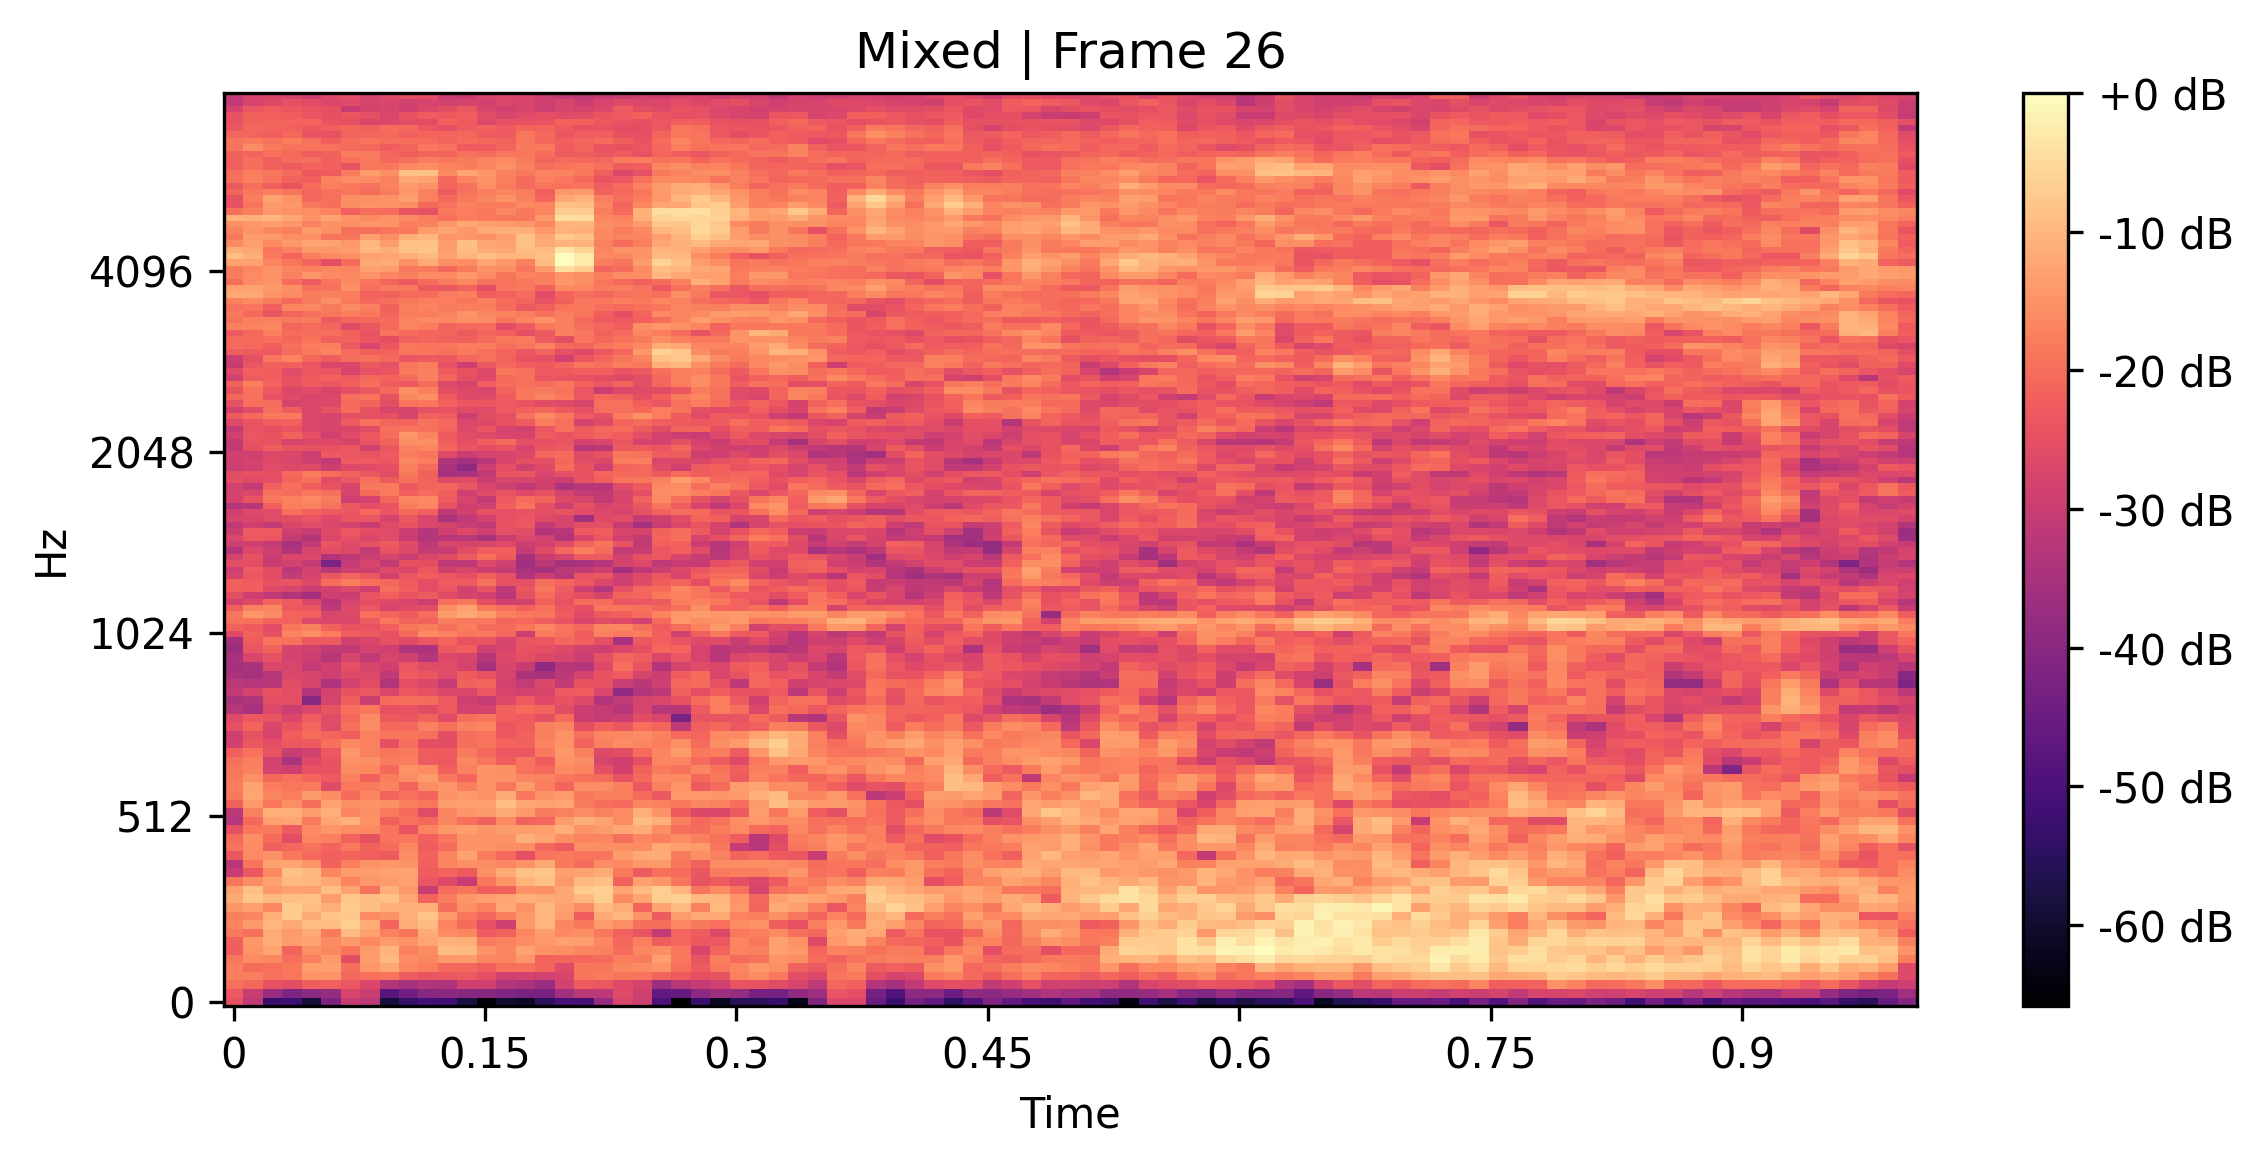 Mixed | Frame 26
+0 dB
-10 dB
-20 dB
-30 dB
-40 dB
-50 dB
-60 dB
Hz
4096
2048
1024
512
0
0 0.15 0.3 0.45 0.6 0.75 0.9
Time